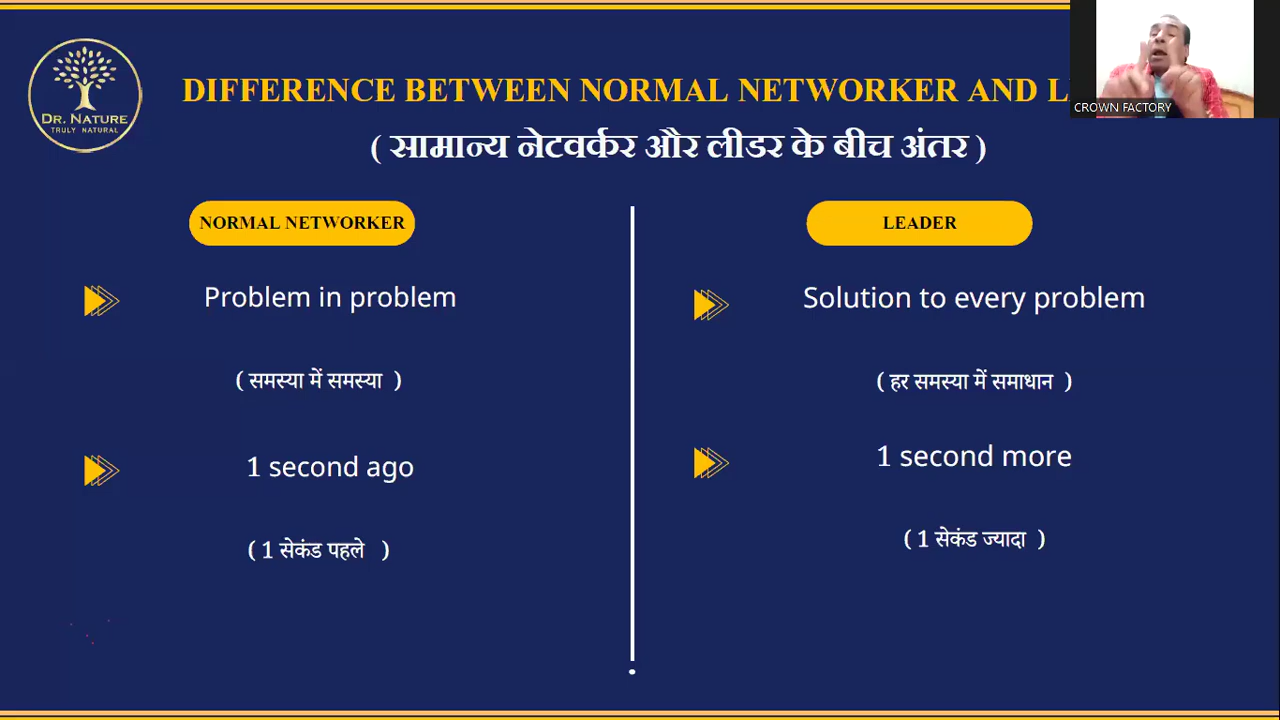 DR. NATURE
TRULY NATURAL
DIFFERENCE BETWEEN NORMAL NETWORKER AND L
( सामान्य नेटवर्कर और लीडर के बीच अंतर )
CROWN FACTORY
NORMAL NETWORKER
Problem in problem
( समस्या में समस्या )
1 second ago
( 1 सेकंड पहले )
LEADER
Solution to every problem
( हर समस्या में समाधान )
1 second more
( 1 सेकंड ज्यादा )